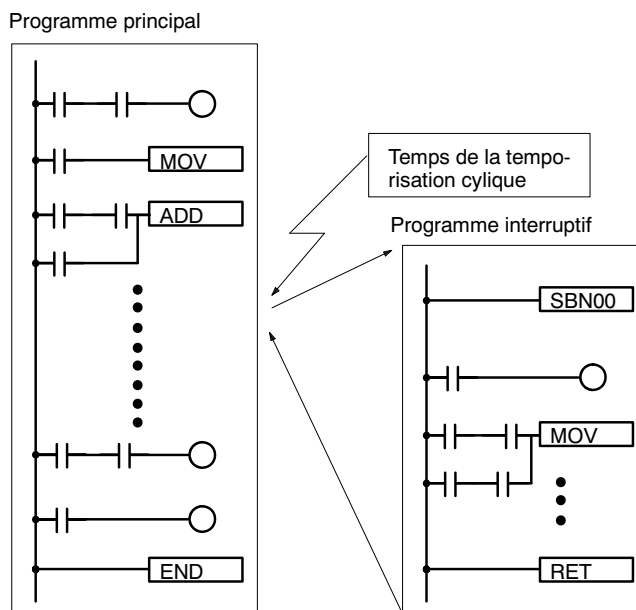 Programme principal
MOV
ADD
END
Temps de la tempo-
risation cylique
Programme interruptif
SBN00
MOV
RET